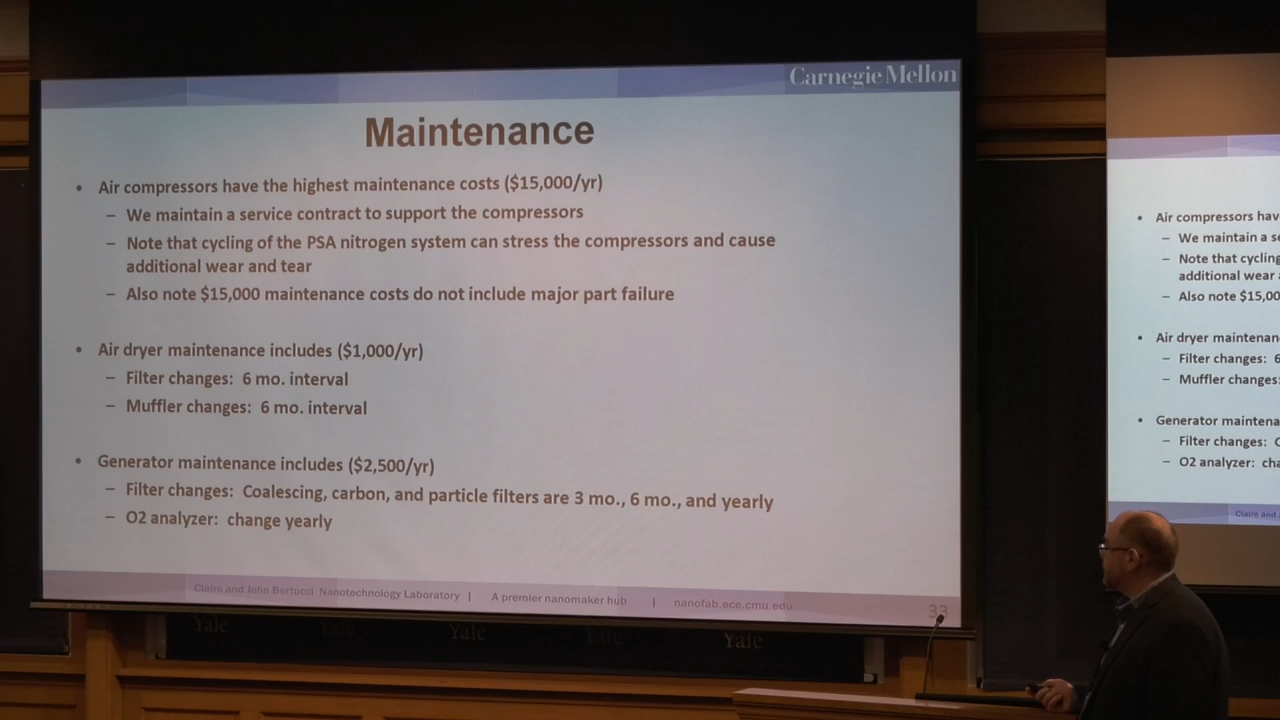 Carnegie Mellon
Maintenance
• Air compressors have the highest maintenance costs ($15,000/yr)
– We maintain a service contract to support the compressors
– Note that cycling of the PSA nitrogen system can stress the compressors and cause
additional wear and tear
– Also note $15,000 maintenance costs do not include major part failure
• Air dryer maintenance includes ($1,000/yr)
– Filter changes: 6 mo. interval
– Muffler changes: 6 mo. interval
• Generator maintenance includes ($2,500/yr)
– Filter changes: Coalescing, carbon, and particle filters are 3 mo., 6 mo., and yearly
– O2 analyzer: change yearly
Claire and John Bertucci Nanotechnology Laboratory | A premier nanomaker hub | nanofab.ece.cmu.edu
33
Yale Yale Yale Yale Yale
• Air compressors hav
– We maintain a se
– Note that cycling
additional wear
– Also note $15,00
• Air dryer maintenan
– Filter changes: 6
– Muffler changes:
• Generator maintena
– Filter changes: C
– O2 analyzer: cha
Claire and